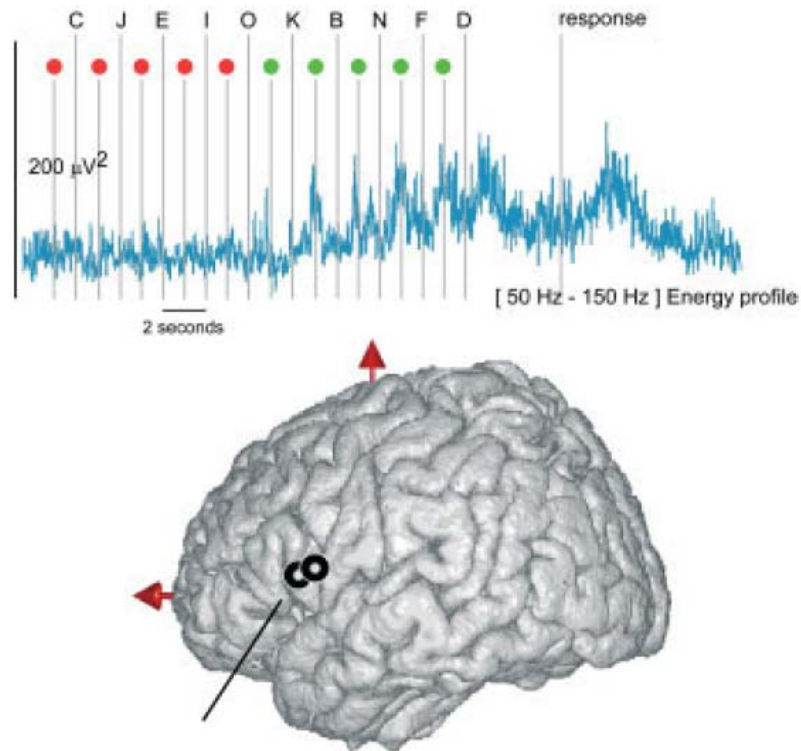 C J E I O K B N F D response
200 μV2
[ 50 Hz - 150 Hz ] Energy profile
2 seconds